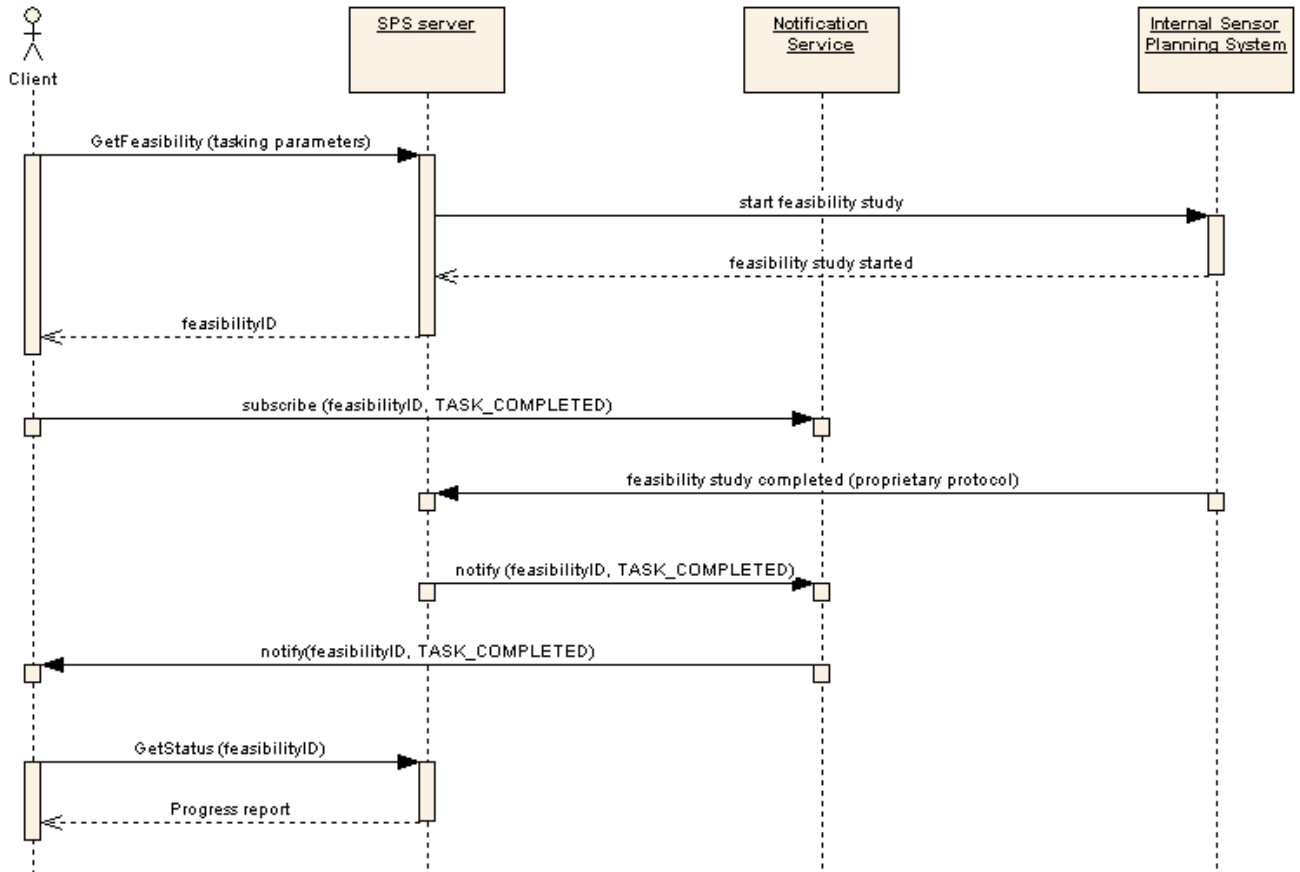 SPS server
Notification
Service
Internal Sensor
Planning System
Client
GetFeasibility (tasking parameters)
start feasibility study
feasibility study started
feasibilityID
subscribe (feasibilityID, TASK_COMPLETED)
feasibility study completed (proprietary protocol)
notify (feasibilityID, TASK_COMPLETED)
notify(feasibilityID, TASK_COMPLETED)
GetStatus (feasibilityID)
Progress report